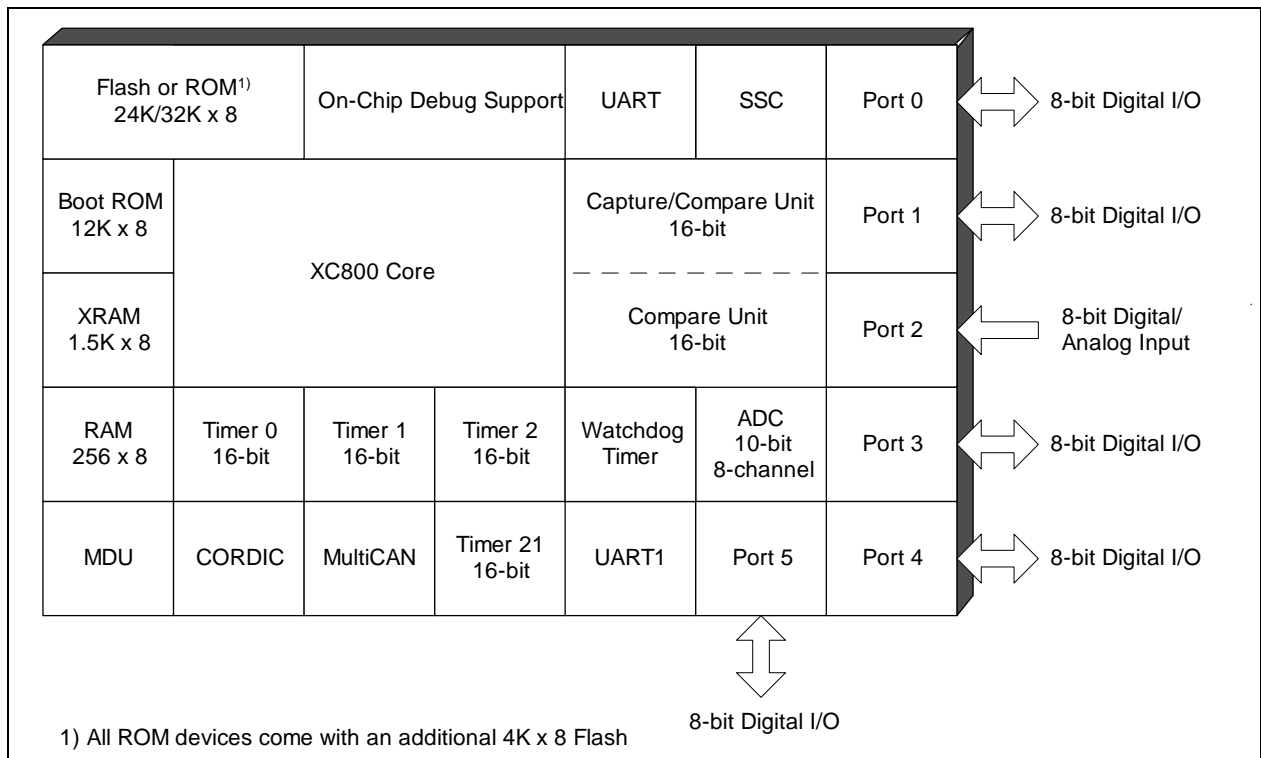 Flash or ROM1)
24K/32K x 8
On-Chip Debug Support
UART
SSC
Port 0
8-bit Digital I/O
Boot ROM
12K x 8
XC800 Core
Capture/Compare Unit
16-bit
Port 1
8-bit Digital I/O
XRAM
1.5K x 8
Compare Unit
16-bit
Port 2
8-bit Digital/
Analog Input
RAM
256 x 8
Timer 0
16-bit
Timer 1
16-bit
Timer 2
16-bit
Watchdog
Timer
ADC
10-bit
8-channel
Port 3
8-bit Digital I/O
MDU
CORDIC
MultiCAN
Timer 21
16-bit
UART1
Port 5
Port 4
8-bit Digital I/O
8-bit Digital I/O
1) All ROM devices come with an additional 4K x 8 Flash